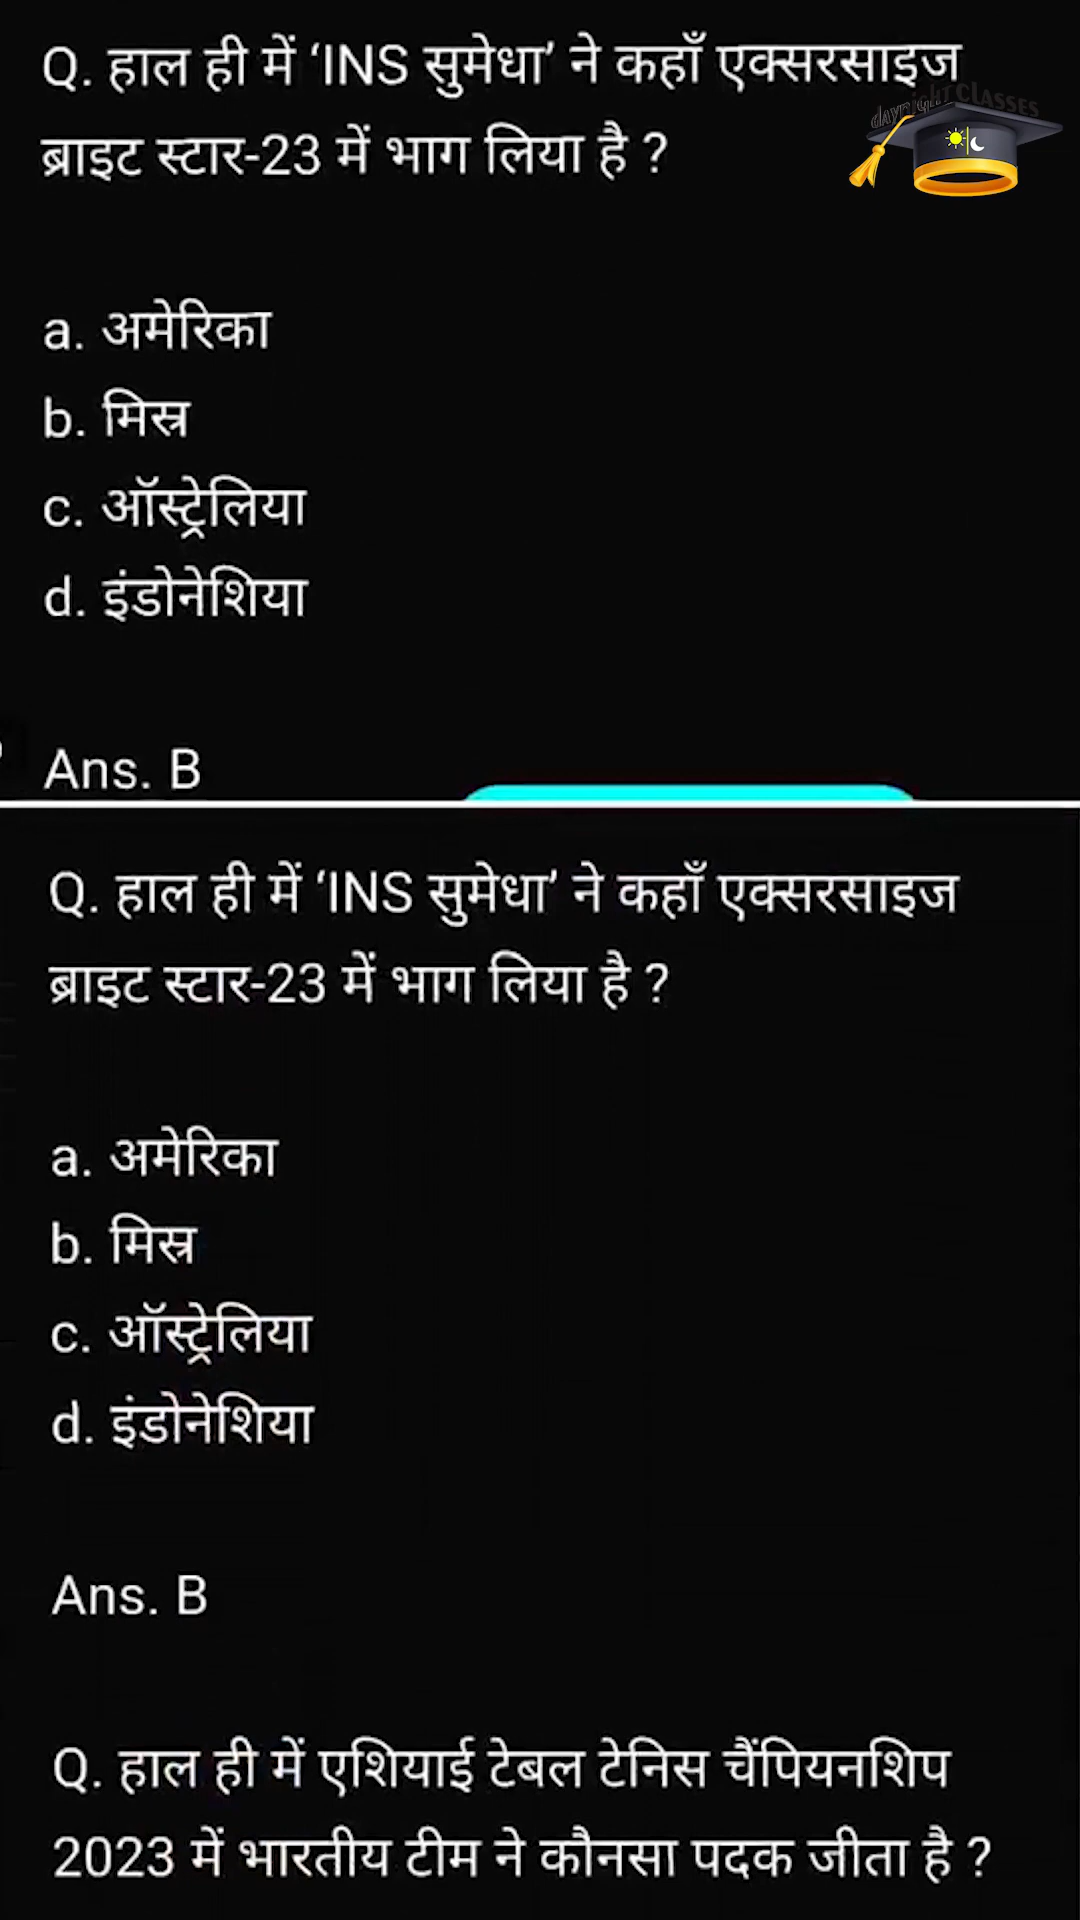 Q. हाल ही में ‘INS सुमेधा’ ने कहाँ एक्सरसाइज
ब्राइट स्टार-23 में भाग लिया है ?
CLASSES
a. अमेरिका
b. मिस्र
c. ऑस्ट्रेलिया
d. इंडोनेशिया
Ans. B
Q. हाल ही में ‘INS सुमेधा’ ने कहाँ एक्सरसाइज
ब्राइट स्टार-23 में भाग लिया है ?
a. अमेरिका
b. मिस्र
c. ऑस्ट्रेलिया
d. इंडोनेशिया
Ans. B
Q. हाल ही में एशियाई टेबल टेनिस चैंपियनशिप
2023 में भारतीय टीम ने कौनसा पदक जीता है ?